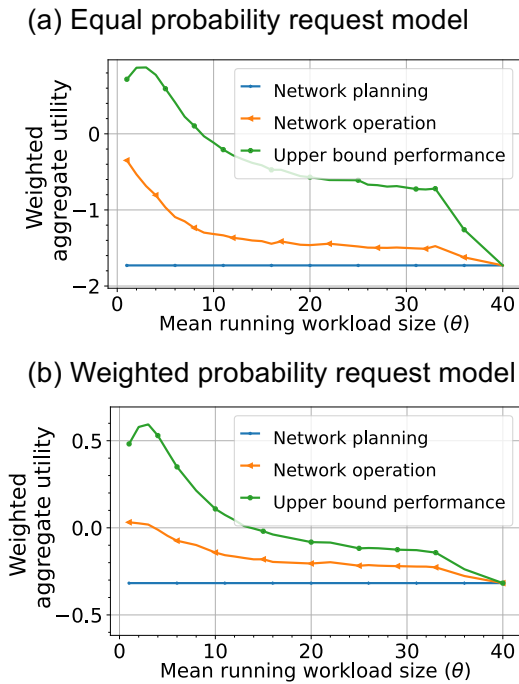 (a) Equal probability request model
Weighted
aggregate utility
0
−1
−2
Network planning
Network operation
Upper bound performance
0 10 20 30 40
Mean running workload size (θ)
(b) Weighted probability request model
Weighted
aggregate utility
0.5
0.0
−0.5
Network planning
Network operation
Upper bound performance
0 10 20 30 40
Mean running workload size (θ)